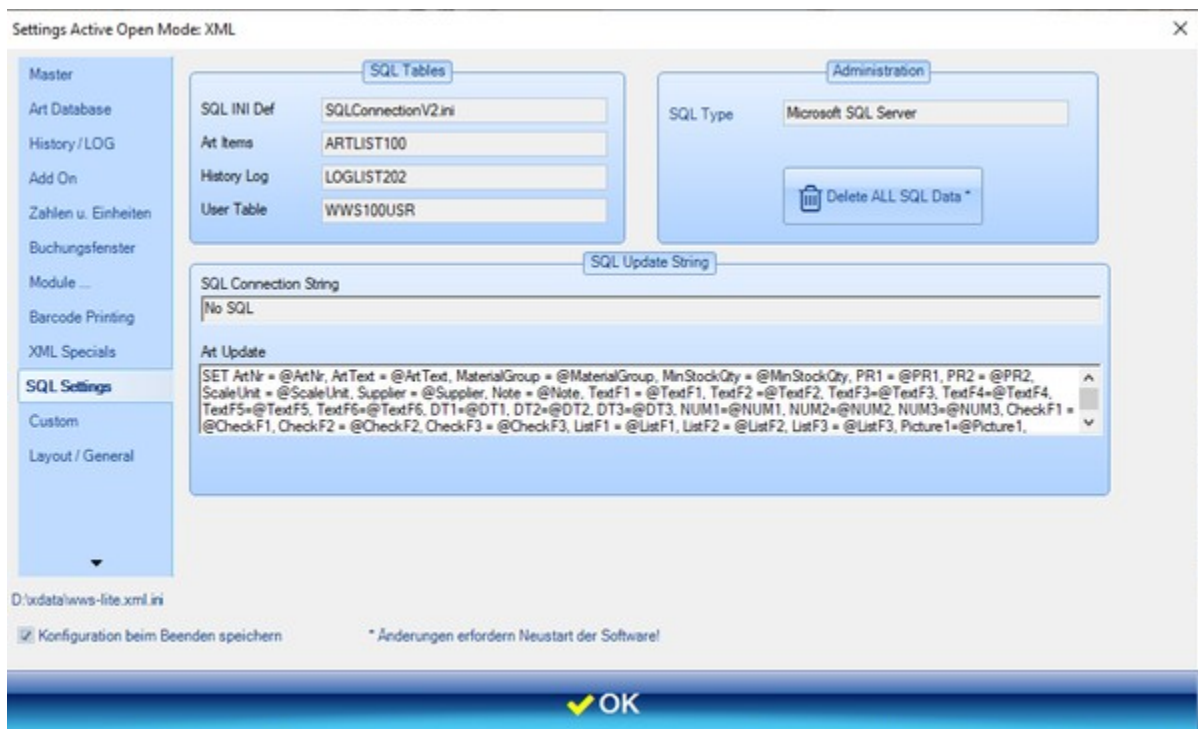 Settings Active Open Mode: XML
Master
Art Database
History / LOG
Add On
Zahlen u. Einheiten
Buchungsfenster
Module ...
Barcode Printing
XML Specials
SQL Settings
Custom
Layout / General
SQL Tables
SQL INI Def SQLConnectionV2.ini
Art Items ARTLIST100
History Log LOGLIST202
User Table WWS100USR
Administration
SQL Type Microsoft SQL Server
Delete ALL SQL Data *
SQL Update String
SQL Connection String
No SQL
Art Update
SET ArtNr = @ArtNr, ArtText = @ArtText, MaterialGroup = @MaterialGroup, MinStockQty = @MinStockQty, PR1 = @PR1, PR2 = @PR2,
ScaleUnit = @ScaleUnit, Supplier = @Supplier, Note = @Note, TextF1 = @TextF1, TextF2 =@TextF2, TextF3=@TextF3, TextF4=@TextF4,
TextF5=@TextF5, TextF6=@TextF6, DT1=@DT1, DT2=@DT2, DT3=@DT3, NUM1=@NUM1, NUM2=@NUM2, NUM3=@NUM3, CheckF1 =
@CheckF1, CheckF2 = @CheckF2, CheckF3 = @CheckF3, ListF1 = @ListF1, ListF2 = @ListF2, ListF3 = @ListF3, Picture1=@Picture1,
D:\xdata\wws-lite.xml.ini
Konfiguration beim Beenden speichern
* Änderungen erfordern Neustart der Software!
OK